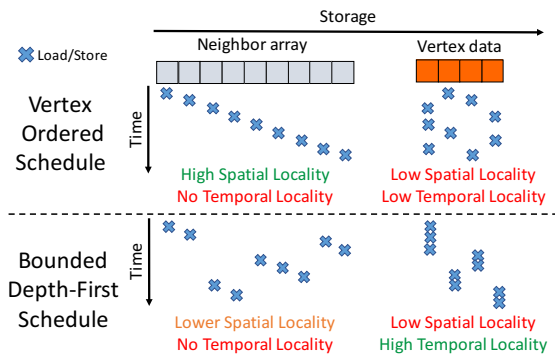 Storage
Load/Store
Neighbor array
Vertex data
Vertex
Ordered
Schedule
Time
High Spatial Locality
No Temporal Locality
Low Spatial Locality
Low Temporal Locality
Bounded
Depth-First
Schedule
Time
Lower Spatial Locality
No Temporal Locality
Low Spatial Locality
High Temporal Locality